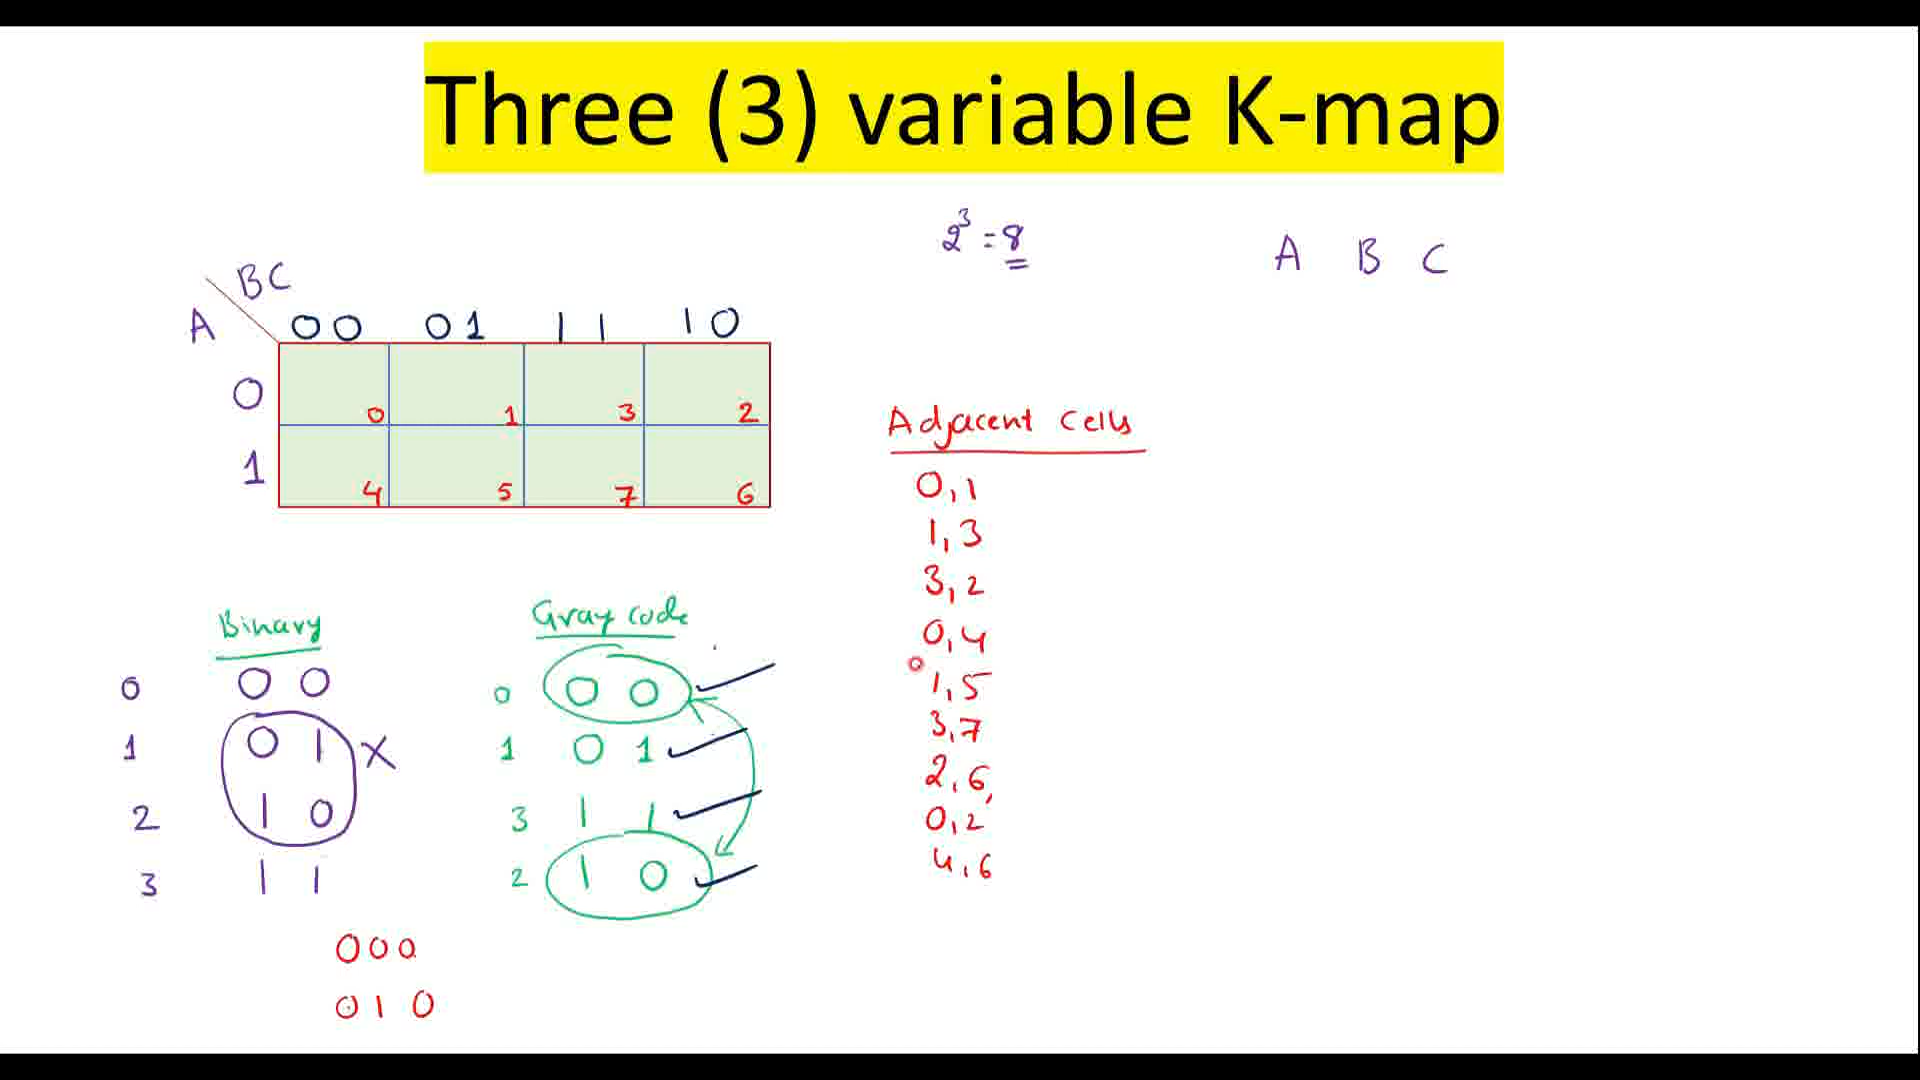 Three (3) variable K-map
2³ = 8
A B C
BC
A 00 01 11 10
0
0 1 3 2
1
4 5 7 6
Adjacent cells
0,1
1,3
3,2
0,4
1,5
3,7
2,6,
0,2
4,6
Binary
0 0 0
1 0 1 X
2 1 0
3 1 1
Gray code
0 0 0
1 0 1
3 1 1
2 1 0
000
010